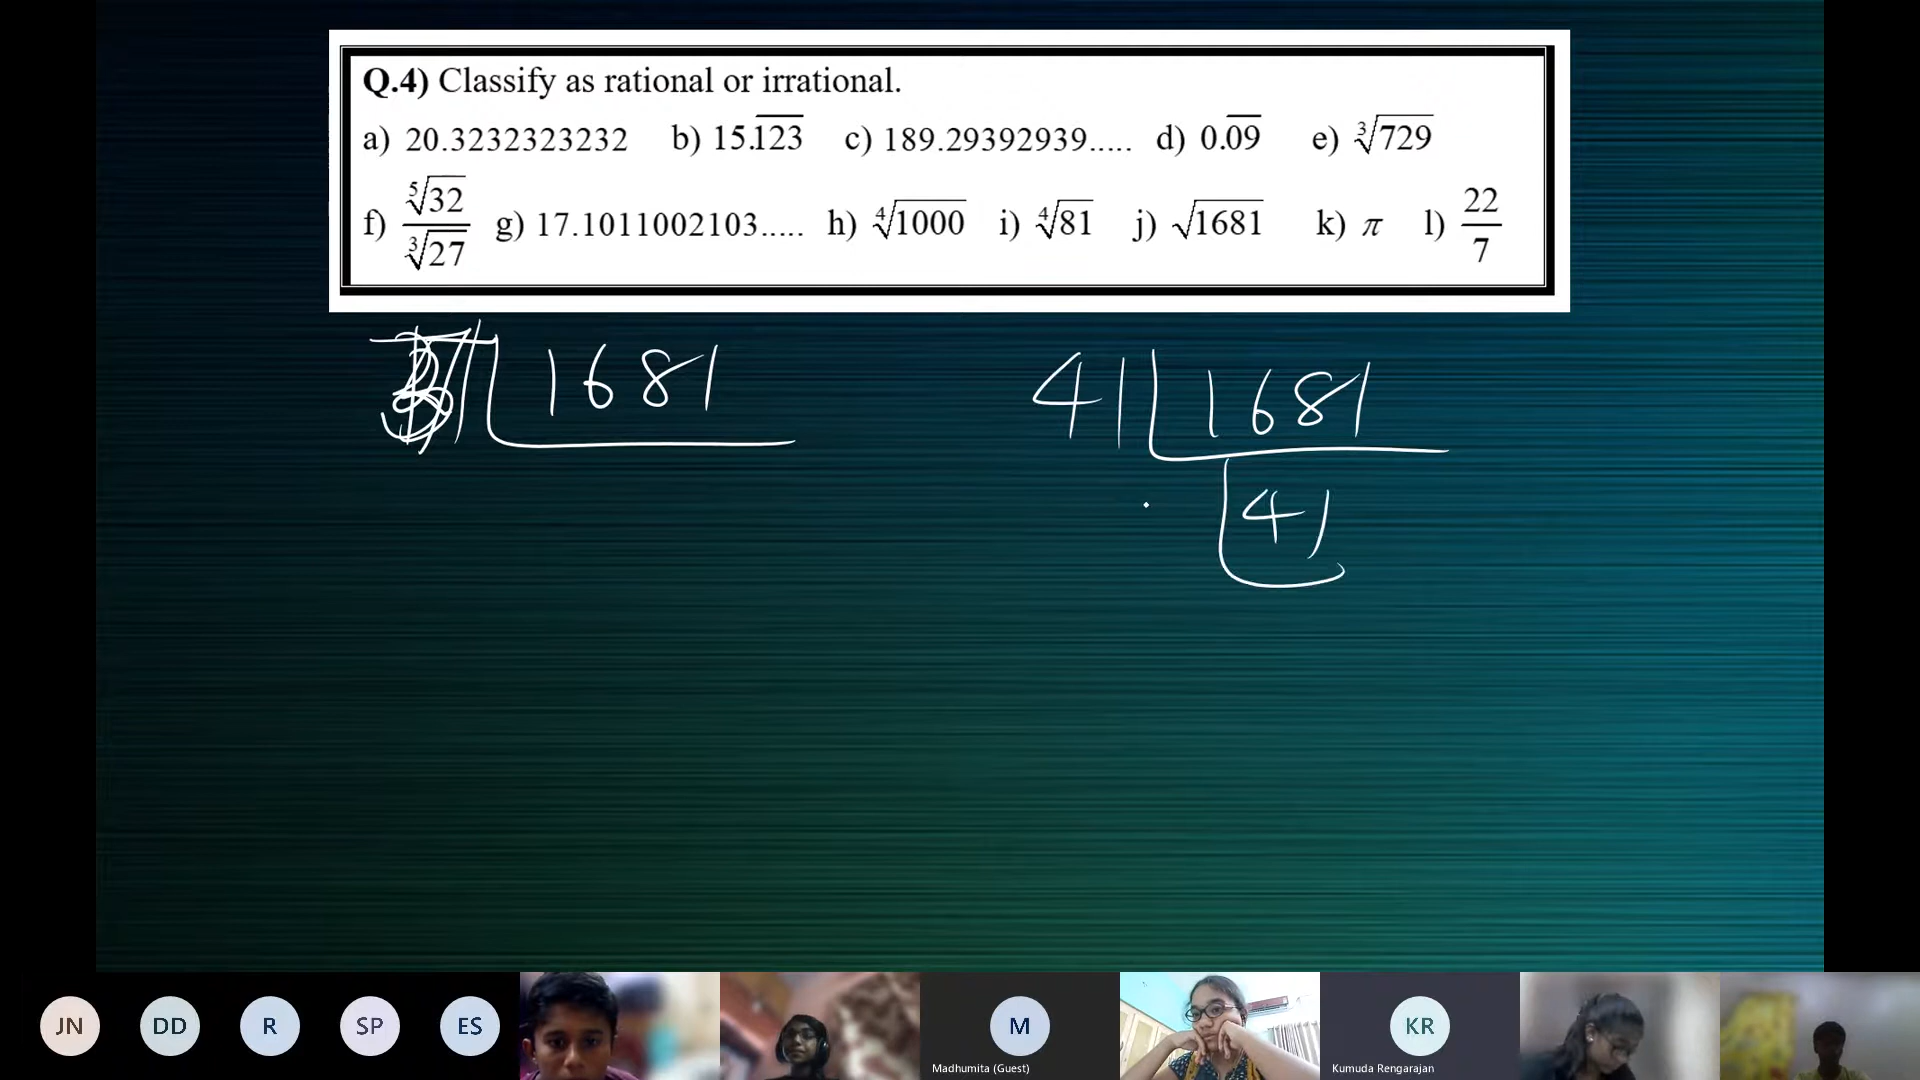 Q.4) Classify as rational or irrational.
a) 20.3232323232 b) 15.\overline{123} c) 189.29392939..... d) 0.\overline{09} e) ∛729
f) ⁵√32 / ∛27 g) 17.1011002103..... h) ⁴√1000 i) ⁴√81 j) √1681 k) π l) 22/7
1681
41 1681
41
JN DD R SP ES M KR
Madhumita (Guest) Kumuda Rengarajan